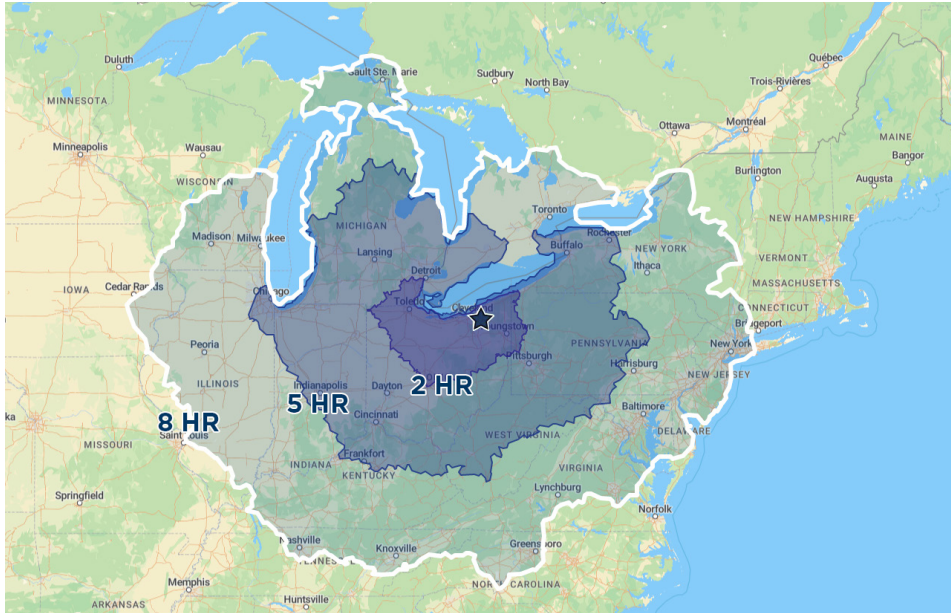 Duluth
Sault Ste. Marie
Sudbury
North Bay
Québec
Trois-Rivières
MINNESOTA
Ottawa
Montréal
MAINE
Minneapolis
Wausau
Bangor
Burlington
Augusta
WISCONSIN
Toronto
NEW HAMPSHIRE
MICHIGAN
Rochester
Madison
Milwaukee
Buffalo
NEW YORK
Lansing
VERMONT
Ithaca
Detroit
MASSACHUSETTS
IOWA
Cedar Rapids
Chicago
Toledo
Cleveland
CONNECTICUT
Youngstown
Bridgeport
Peoria
PENNSYLVANIA
New York
Pittsburgh
Harrisburg
NEW JERSEY
ILLINOIS
Indianapolis
Dayton
2 HR
5 HR
Baltimore
Cincinnati
8 HR
DELAWARE
Saint Louis
WEST VIRGINIA
MISSOURI
Frankfort
INDIANA
VIRGINIA
KENTUCKY
Lynchburg
Springfield
Norfolk
Nashville
Greensboro
Knoxville
TENNESSEE
Memphis
NORTH CAROLINA
Huntsville
ARKANSAS